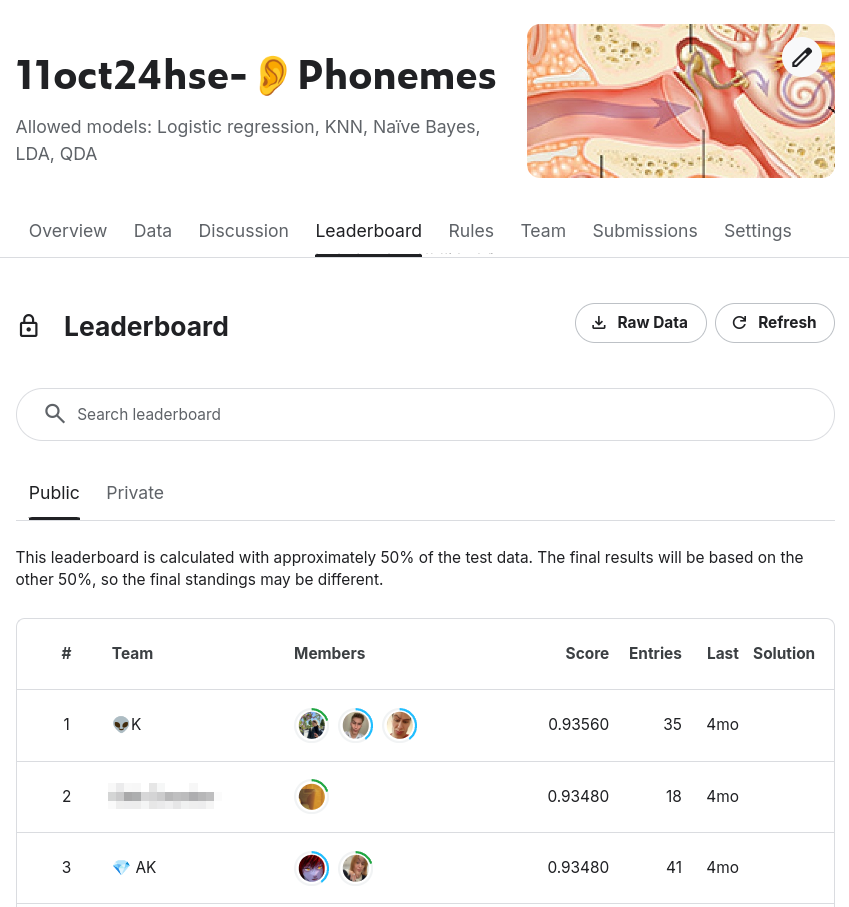 11oct24hse-👂Phonemes
Allowed models: Logistic regression, KNN, Naïve Bayes,
LDA, QDA
Overview Data Discussion Leaderboard Rules Team Submissions Settings
Leaderboard
Raw Data
Refresh
Search leaderboard
Public Private
This leaderboard is calculated with approximately 50% of the test data. The final results will be based on the
other 50%, so the final standings may be different.
# Team Members Score Entries Last Solution
1 👽K 0.93560 35 4mo
2 0.93480 18 4mo
3 💎 AK 0.93480 41 4mo